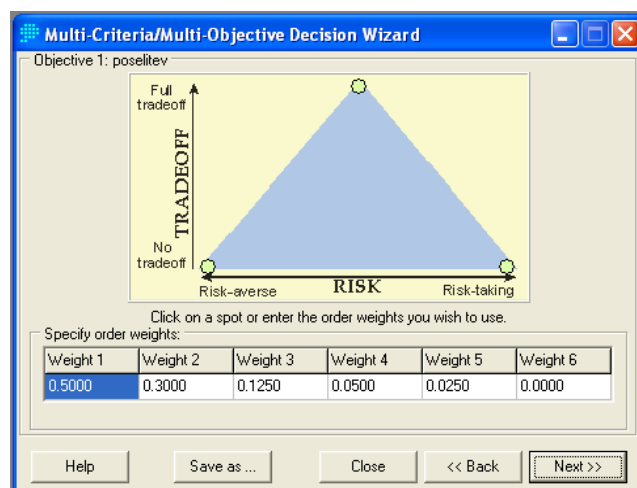 Multi-Criteria/Multi-Objective Decision Wizard
Objective 1: poselitev
Full
tradeoff
TRADEOFF
No
tradeoff
Risk-averse RISK Risk-taking
Click on a spot or enter the order weights you wish to use.
Specify order weights:
Weight 1 Weight 2 Weight 3 Weight 4 Weight 5 Weight 6
0.5000 0.3000 0.1250 0.0500 0.0250 0.0000
Help Save as ... Close << Back Next >>